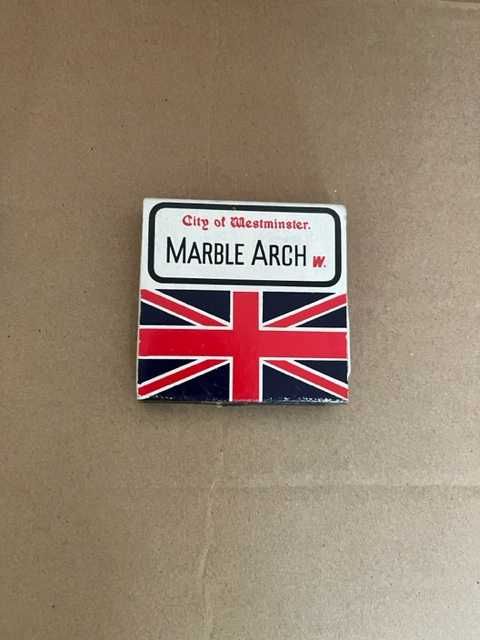 City of Westminster.
MARBLE ARCH W.